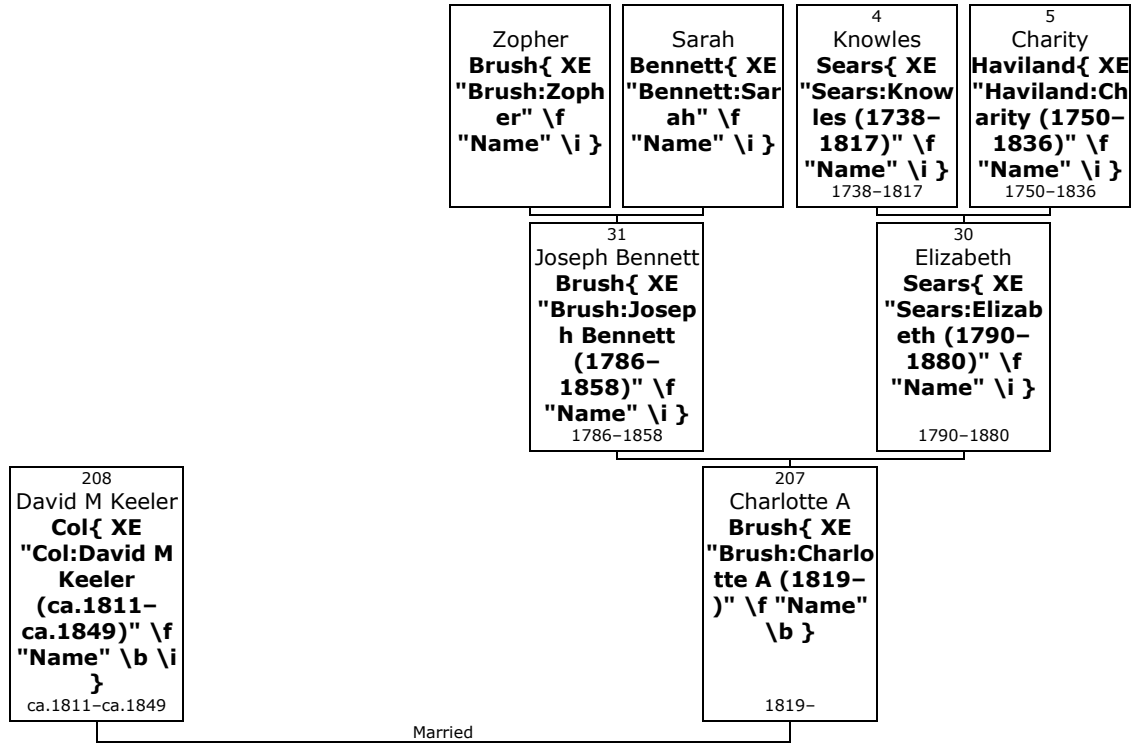 Zopher
Brush{ XE
"Brush:Zoph
er" \f
"Name" \i }
Sarah
Bennett{ XE
"Bennett:Sar
ah" \f
"Name" \i }
4
Knowles
Sears{ XE
"Sears:Know
les (1738–
1817)" \f
"Name" \i }
1738–1817
5
Charity
Haviland{ XE
"Haviland:Ch
arity (1750–
1836)" \f
"Name" \i }
1750–1836
31
Joseph Bennett
Brush{ XE
"Brush:Josep
h Bennett
(1786–
1858)" \f
"Name" \i }
1786–1858
30
Elizabeth
Sears{ XE
"Sears:Elizab
eth (1790–
1880)" \f
"Name" \i }
1790–1880
208
David M Keeler
Col{ XE
"Col:David M
Keeler
(ca.1811–
ca.1849)" \f
"Name" \b \i
}
ca.1811–ca.1849
207
Charlotte A
Brush{ XE
"Brush:Charlo
tte A (1819–
)" \f "Name"
\b }
1819–
Married